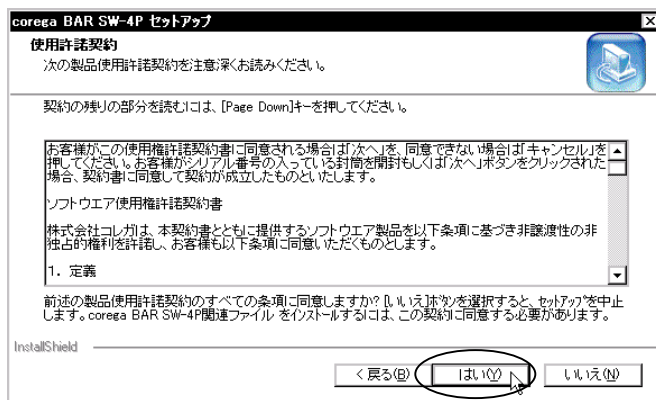 corega BAR SW-4P セットアップ
使用許諾契約
次の製品使用許諾契約を注意深くお読みください。
契約の残りの部分を読むには、[Page Down]キーを押してください。
お客様がこの使用権許諾契約書に同意される場合は「次へ」を、同意できない場合は「キャンセル」を
押してください。お客様がシリアル番号の入っている封筒を開封もしくは「次へ」ボタンをクリックされた
場合、契約書に同意して契約が成立したものといたします。
ソフトウエア使用権許諾契約書
株式会社コレガは、本契約書とともに提供するソフトウエア製品を以下条項に基づき非譲渡性の非
独占的権利を許諾し、お客様も以下条項に同意いただくものとします。
1. 定義
前述の製品使用許諾契約のすべての条項に同意しますか? [いいえ]ボタンを選択すると、セットアップを中止
します。corega BAR SW-4P関連ファイル をインストールするには、この契約に同意する必要があります。
InstallShield
< 戻る(B)
はい(Y)
いいえ(N)